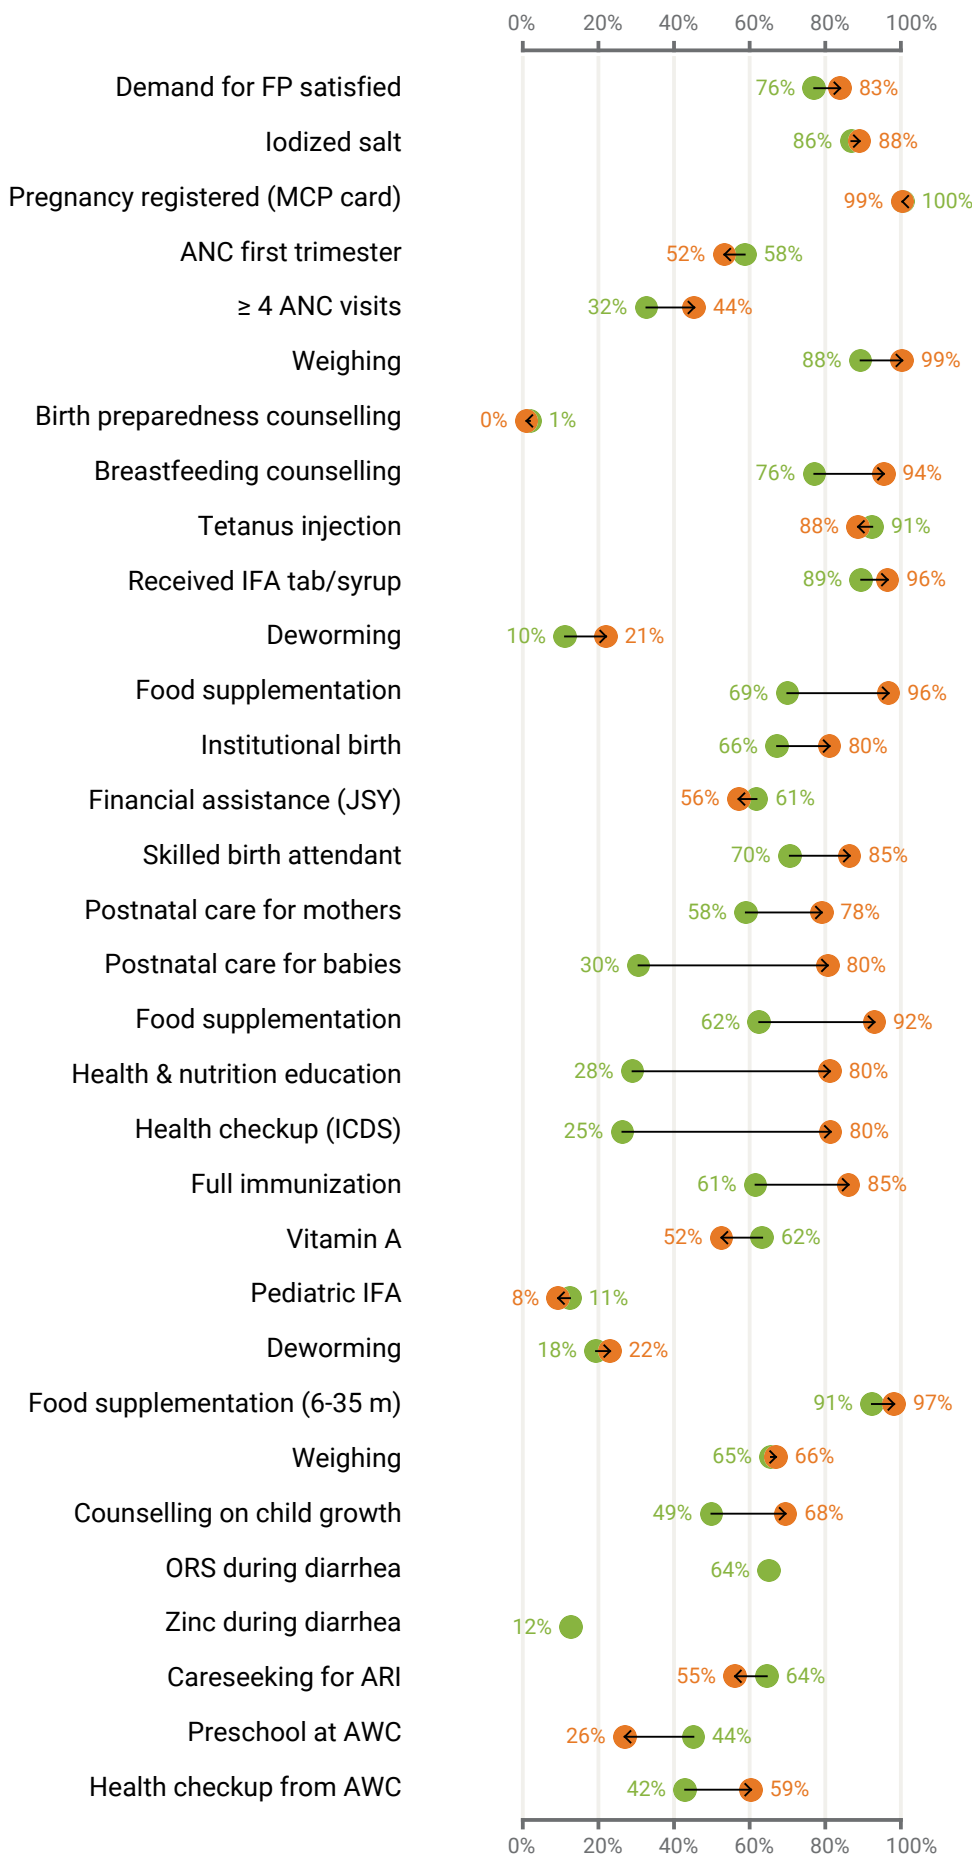 0% 20% 40% 60% 80% 100%
Demand for FP satisfied 76% 83%
Iodized salt 86% 88%
Pregnancy registered (MCP card) 99% 100%
ANC first trimester 52% 58%
≥ 4 ANC visits 32% 44%
Weighing 88% 99%
Birth preparedness counselling 0% 1%
Breastfeeding counselling 76% 94%
Tetanus injection 88% 91%
Received IFA tab/syrup 89% 96%
Deworming 10% 21%
Food supplementation 69% 96%
Institutional birth 66% 80%
Financial assistance (JSY) 56% 61%
Skilled birth attendant 70% 85%
Postnatal care for mothers 58% 78%
Postnatal care for babies 30% 80%
Food supplementation 62% 92%
Health & nutrition education 28% 80%
Health checkup (ICDS) 25% 80%
Full immunization 61% 85%
Vitamin A 52% 62%
Pediatric IFA 8% 11%
Deworming 18% 22%
Food supplementation (6-35 m) 91% 97%
Weighing 65% 66%
Counselling on child growth 49% 68%
ORS during diarrhea 64%
Zinc during diarrhea 12%
Careseeking for ARI 55% 64%
Preschool at AWC 26% 44%
Health checkup from AWC 42% 59%
0% 20% 40% 60% 80% 100%